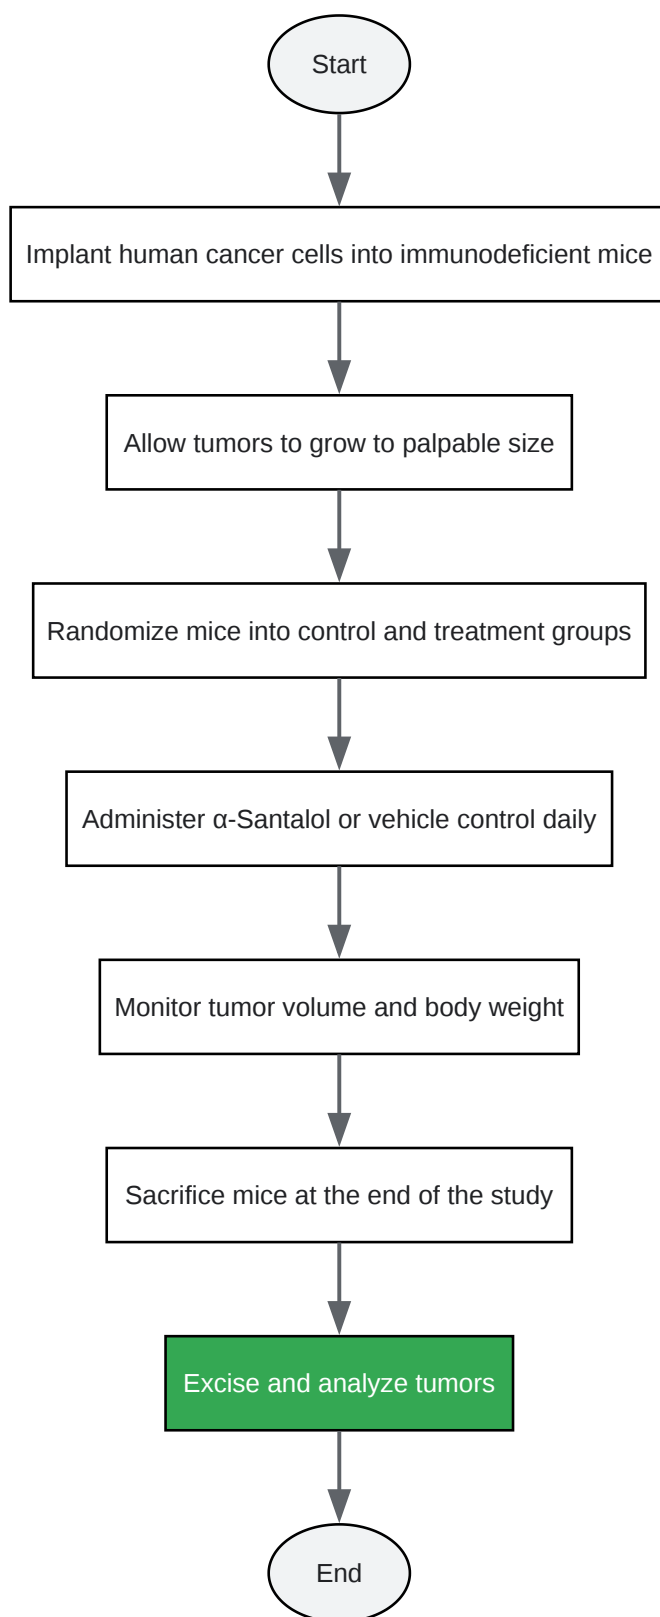 Start
Implant human cancer cells into immunodeficient mice
Allow tumors to grow to palpable size
Randomize mice into control and treatment groups
Administer α-Santalol or vehicle control daily
Monitor tumor volume and body weight
Sacrifice mice at the end of the study
Excise and analyze tumors
End